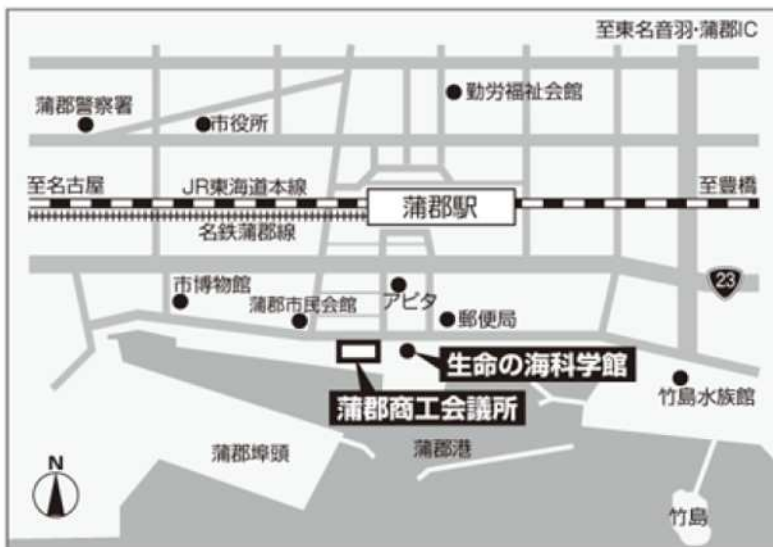 至東名音羽・蒲郡IC
勤労福祉会館
蒲郡警察署
市役所
至名古屋
JR東海道本線
至豊橋
蒲郡駅
名鉄蒲郡線
23
市博物館
アピタ
蒲郡市民会館
郵便局
生命の海科学館
竹島水族館
蒲郡商工会議所
蒲郡埠頭
蒲郡港
N
竹島